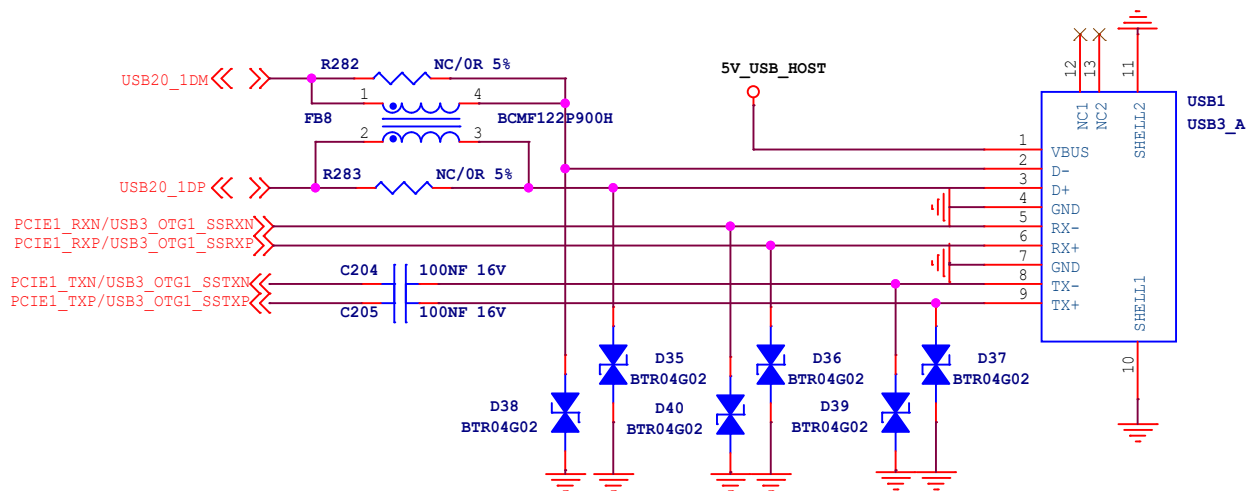 R282 NC/0R 5%
USB20_1DM
1 4
FB8 BCMF122P900H
2 3
R283 NC/0R 5%
USB20_1DP
5V_USB_HOST
12 13 11
NC1 NC2 SHELL2
USB1
USB3_A
1 VBUS
2 D-
3 D+
4 GND
5 RX-
6 RX+
7 GND
8 TX-
9 TX+
SHELL1
10
PCIE1_RXN/USB3_OTG1_SSRXN
PCIE1_RXP/USB3_OTG1_SSRXP
PCIE1_TXN/USB3_OTG1_SSTXN
PCIE1_TXP/USB3_OTG1_SSTXP
C204 100NF 16V
C205 100NF 16V
D35
BTR04G02
D36
BTR04G02
D37
BTR04G02
D38
BTR04G02
D40
BTR04G02
D39
BTR04G02